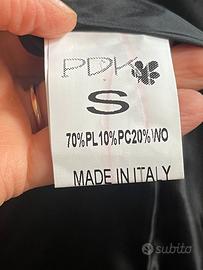 PDK
S
70%PL10%PC20%WO
MADE IN ITALY
subito